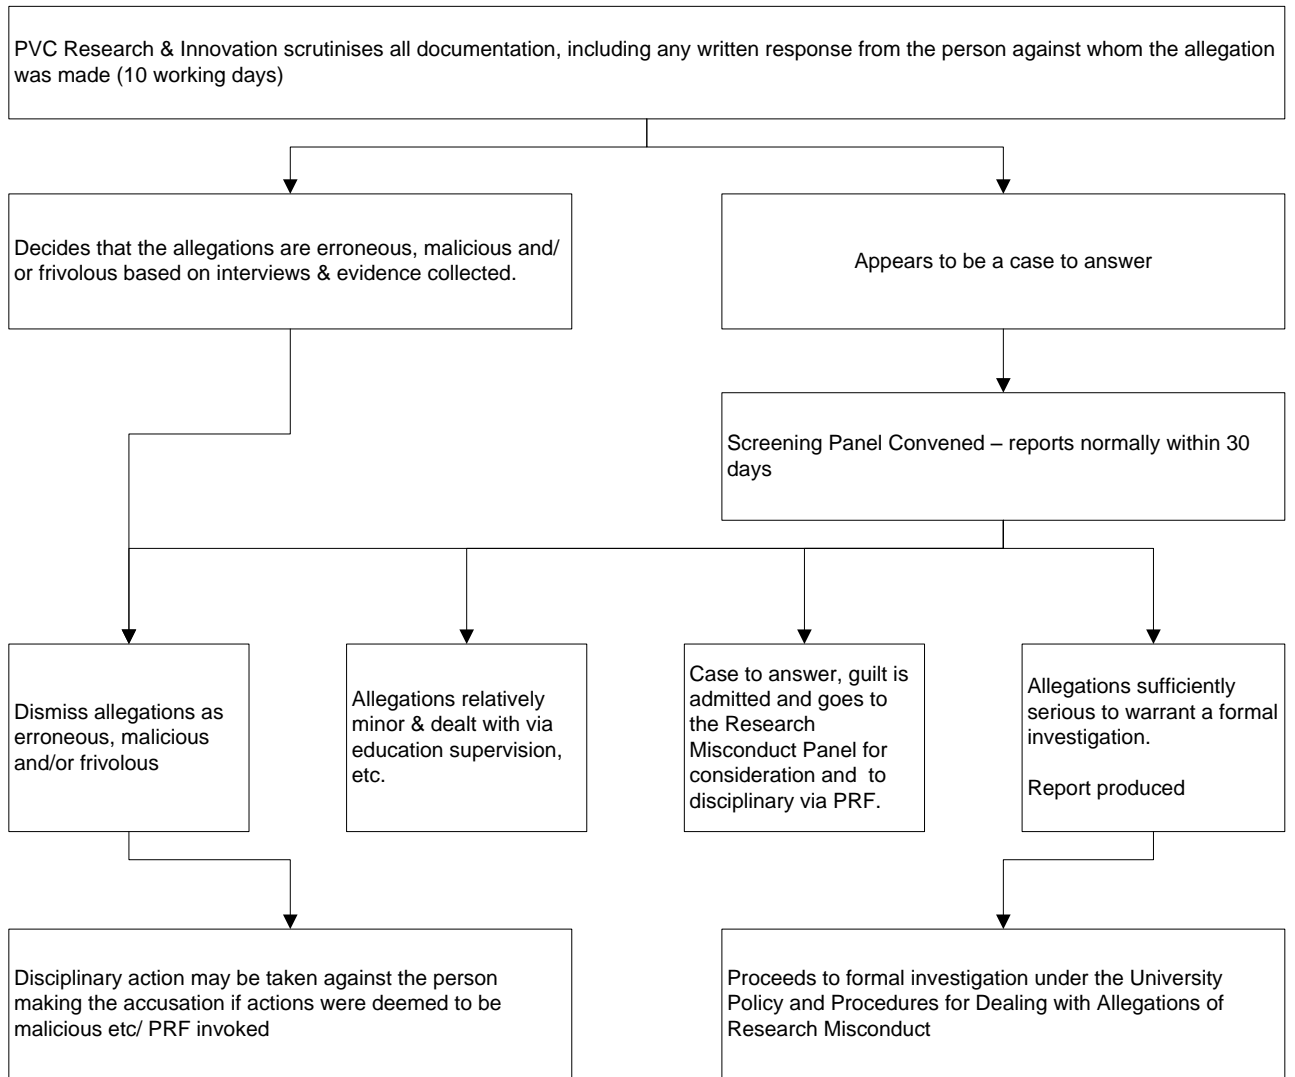 PVC Research & Innovation scrutinises all documentation, including any written response from the person against whom the allegation
was made (10 working days)
Decides that the allegations are erroneous, malicious and/
or frivolous based on interviews & evidence collected.
Appears to be a case to answer
Screening Panel Convened – reports normally within 30
days
Dismiss allegations as
erroneous, malicious
and/or frivolous
Allegations relatively
minor & dealt with via
education supervision,
etc.
Case to answer, guilt is
admitted and goes to
the Research
Misconduct Panel for
consideration and  to
disciplinary via PRF.
Allegations sufficiently
serious to warrant a formal
investigation.
Report produced
Disciplinary action may be taken against the person
making the accusation if actions were deemed to be
malicious etc/ PRF invoked
Proceeds to formal investigation under the University
Policy and Procedures for Dealing with Allegations of
Research Misconduct